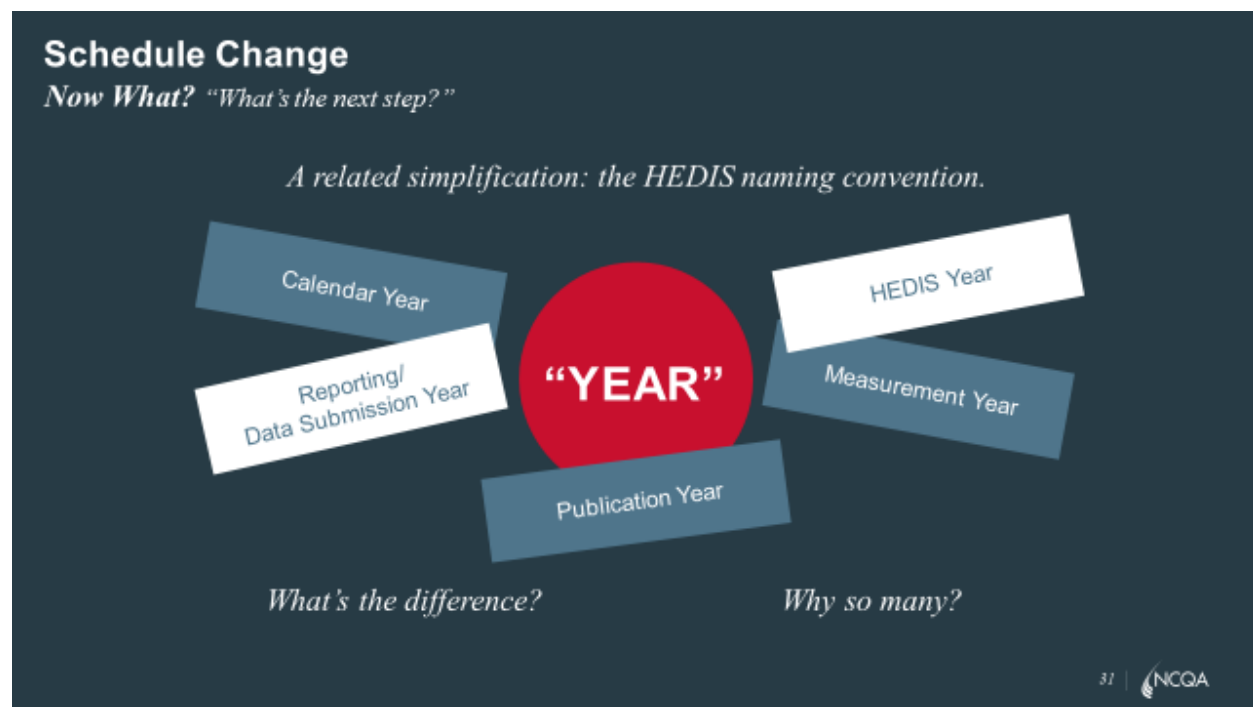 Schedule Change
Now What? “What’s the next step?”
A related simplification: the HEDIS naming convention.
Calendar Year
HEDIS Year
Reporting/
Data Submission Year
“YEAR”
Measurement Year
Publication Year
What’s the difference?
Why so many?
31
NCQA